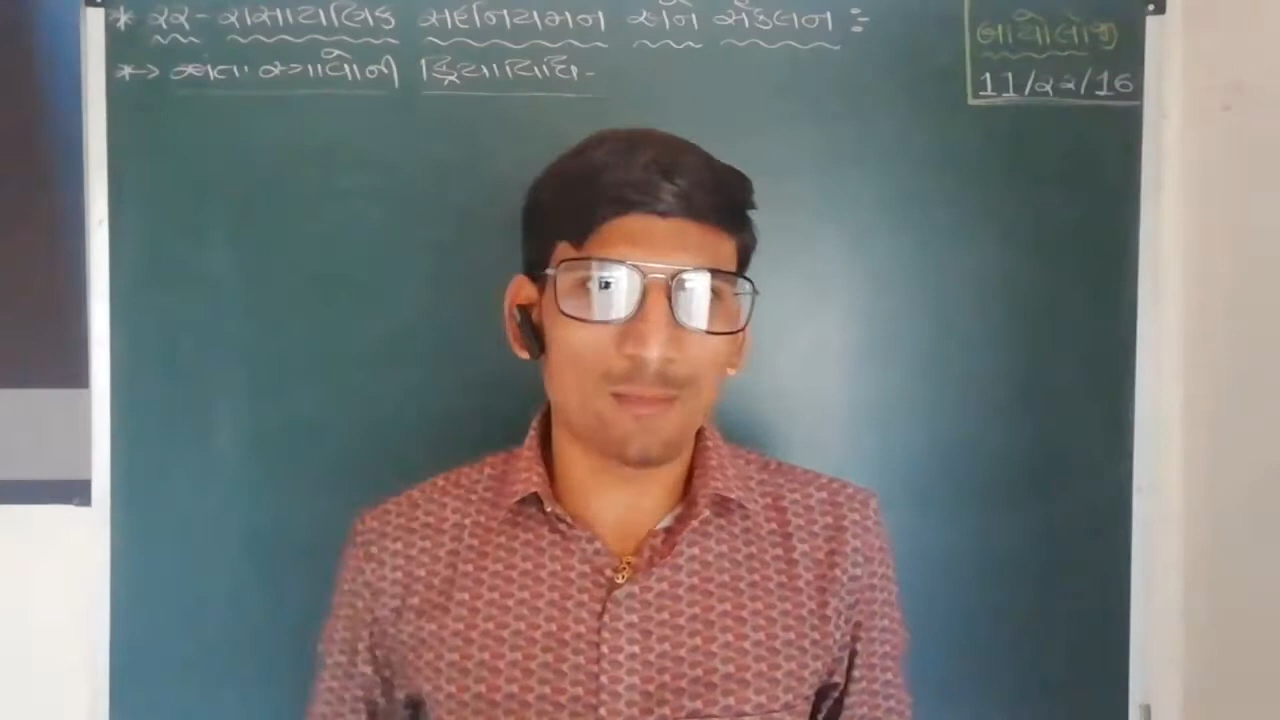 * ૨૨- રાસાયણિક સહનિયમન અને સંકલન :-
*→ અંતઃ સ્ત્રાવોની ક્રિયાવિધિ-
બાયોલોજી
11/૨૨/16